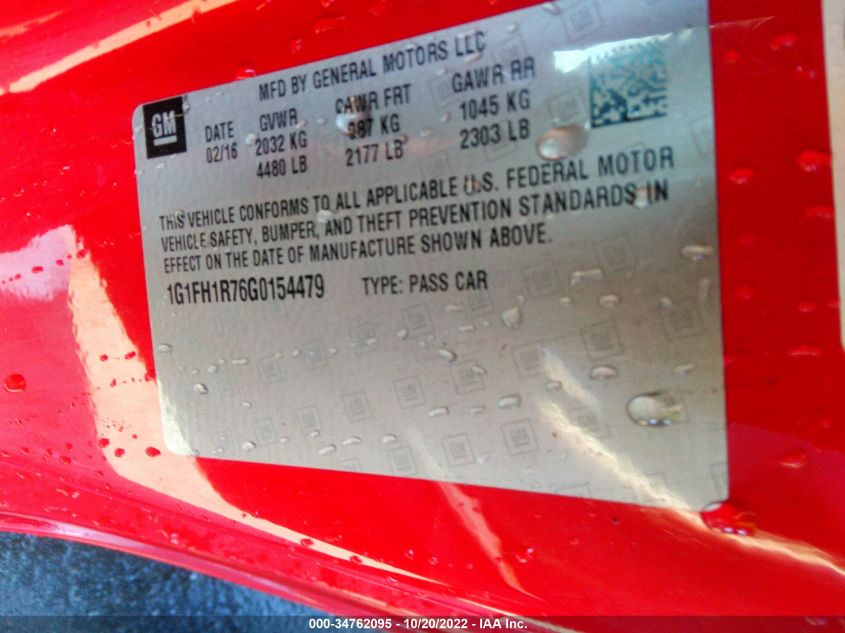 MFD BY GENERAL MOTORS LLC
GM
DATE GVWR GAWR FRT GAWR RR
02/16 2032 KG 987 KG 1045 KG
4480 LB 2177 LB 2303 LB
THIS VEHICLE CONFORMS TO ALL APPLICABLE U.S. FEDERAL MOTOR
VEHICLE SAFETY, BUMPER, AND THEFT PREVENTION STANDARDS IN
EFFECT ON THE DATE OF MANUFACTURE SHOWN ABOVE.
1G1FH1R76G0154479 TYPE: PASS CAR
000-34762095 - 10/20/2022 - IAA Inc.